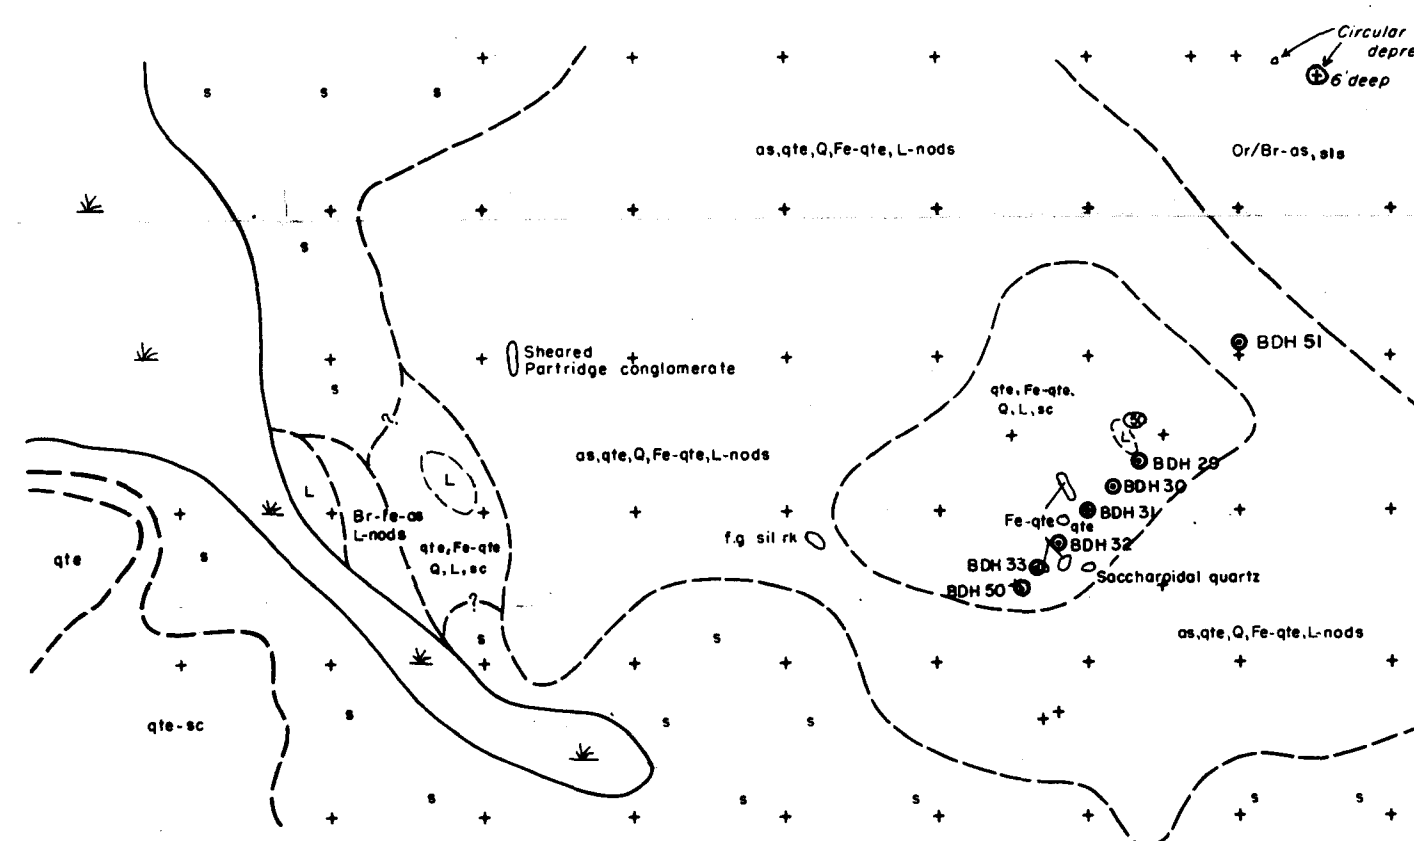 Circular
depre
6' deep
s
s
s
as,qte,Q,Fe-qte, L-nods
Or/Br-as, sls
s
BDH 51
Sheared
Partridge conglomerate
s
?
qte, Fe-qte,
Q, L, sc
50
L
as,qte,Q,Fe-qte,L-nods
BDH 29
L
L
BDH 30
Br-fe-as
L-nods
BDH 31
Fe-qte
qte
f.g sil rk
BDH 32
qte, Fe-qte
Q, L, sc
qte
s
BDH 33
Saccharoidal quartz
BDH 50
?
s
s
as,qte,Q,Fe-qte,L-nods
qte-sc
s
s
s
s
s
s
s
s